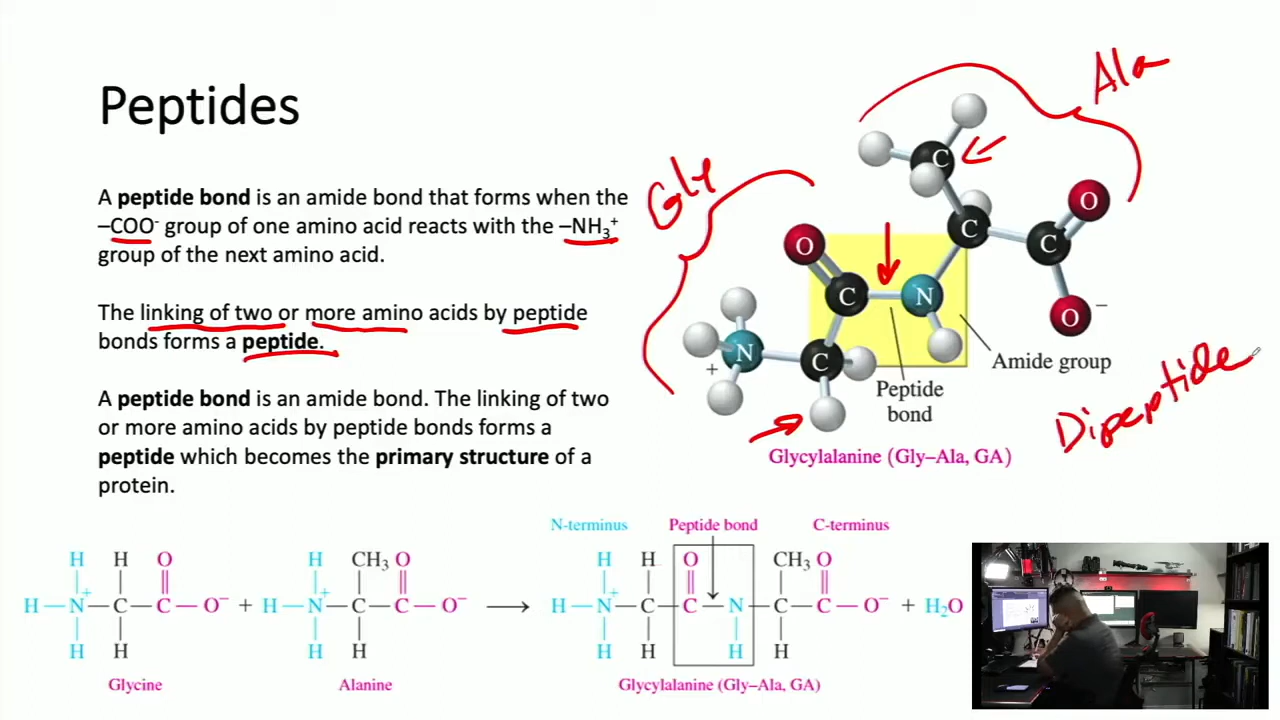 Peptides
A peptide bond is an amide bond that forms when the
–COO- group of one amino acid reacts with the –NH3+
group of the next amino acid.
The linking of two or more amino acids by peptide
bonds forms a peptide.
A peptide bond is an amide bond. The linking of two
or more amino acids by peptide bonds forms a
peptide which becomes the primary structure of a
protein.
Gly
Ala
C
C
O
C
O
O
C
N
N
C
+
−
Amide group
Peptide
bond
Dipeptide
Glycylalanine (Gly–Ala, GA)
N-terminus Peptide bond C-terminus
H H O H CH3 O H H O CH3 O
H—N+—C—C—O− + H—N+—C—C—O− → H—N+—C—C—N—C—C—O− + H2O
H H H H H H H H
Glycine Alanine Glycylalanine (Gly–Ala, GA)